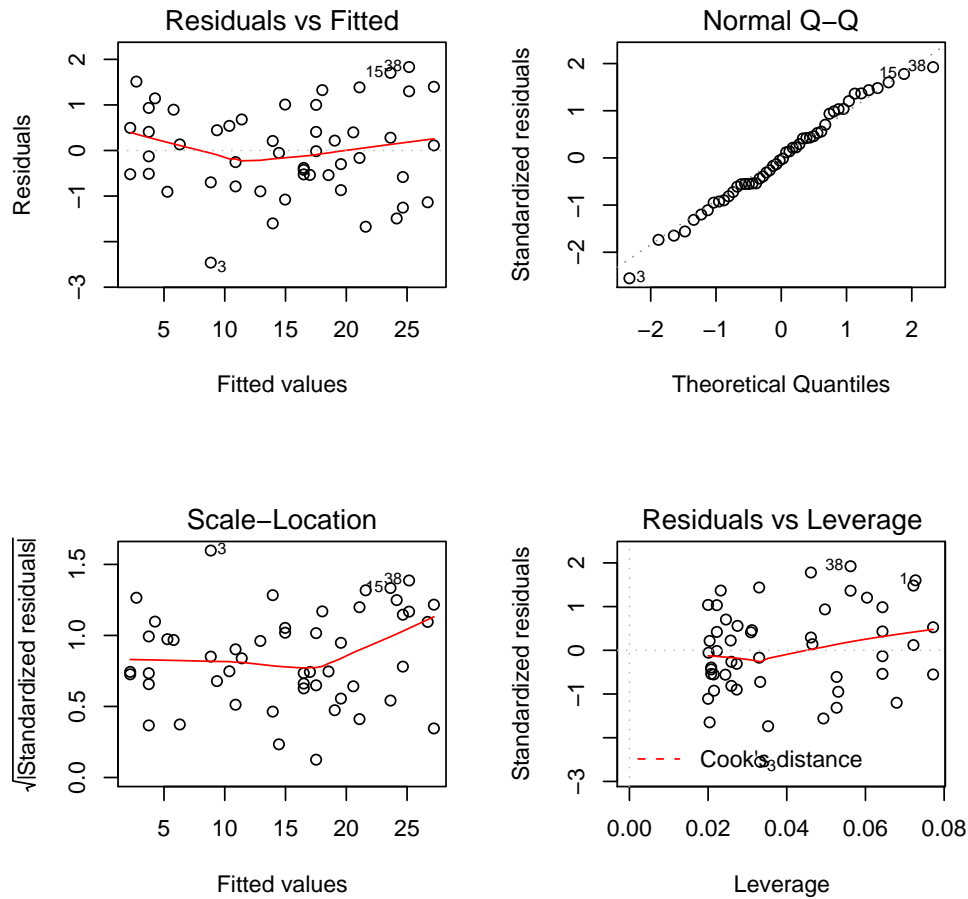 Residuals vs Fitted
Residuals
2
1
0
−1
−3
15
38
3
5 10 15 20 25
Fitted values
Normal Q−Q
Standardized residuals
2
1
0
−1
−2
15
38
3
−2 −1 0 1 2
Theoretical Quantiles
Scale−Location
√|Standardized residuals|
1.5
1.0
0.5
0.0
3
15
38
5 10 15 20 25
Fitted values
Residuals vs Leverage
Standardized residuals
2
1
0
−1
−3
38
1
3
Cook's distance
0.00 0.02 0.04 0.06 0.08
Leverage